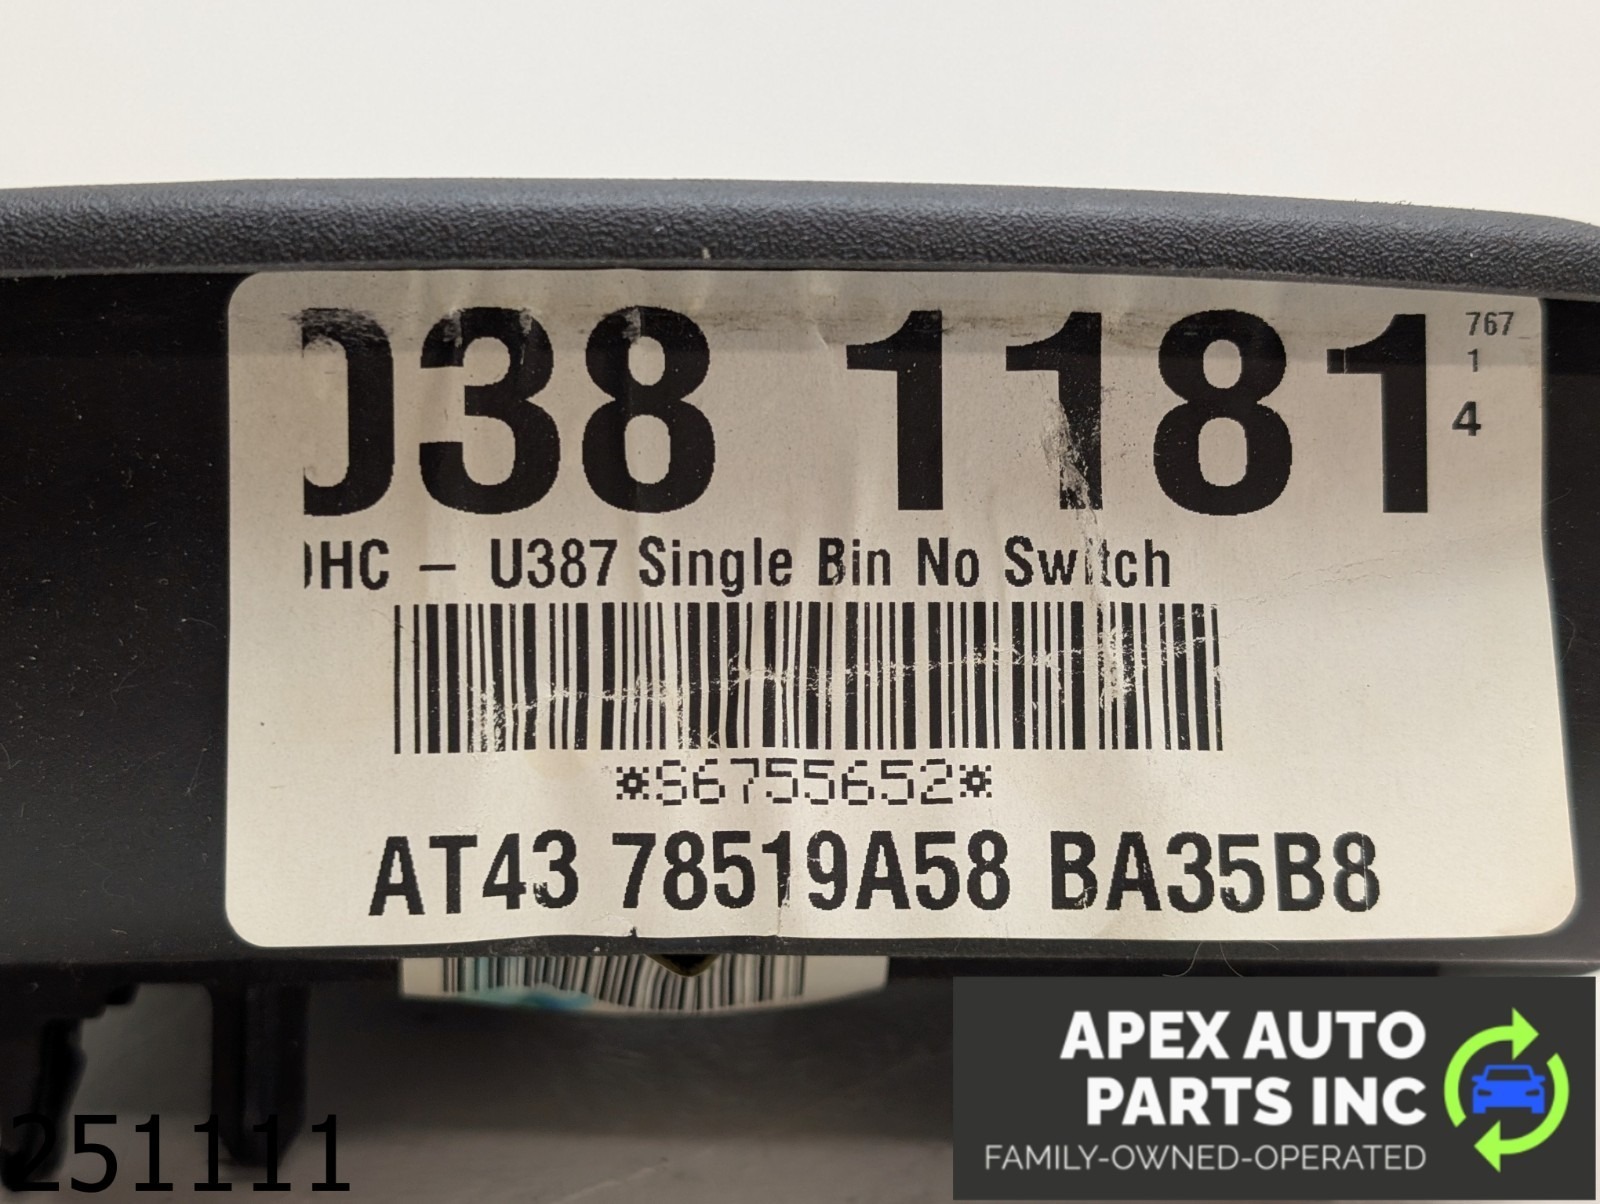 038 1181
767
1
4
OHC - U387 Single Bin No Switch
*S6755652*
AT43 78519A58 BA35B8
APEX AUTO
PARTS INC
FAMILY-OWNED-OPERATED
251111